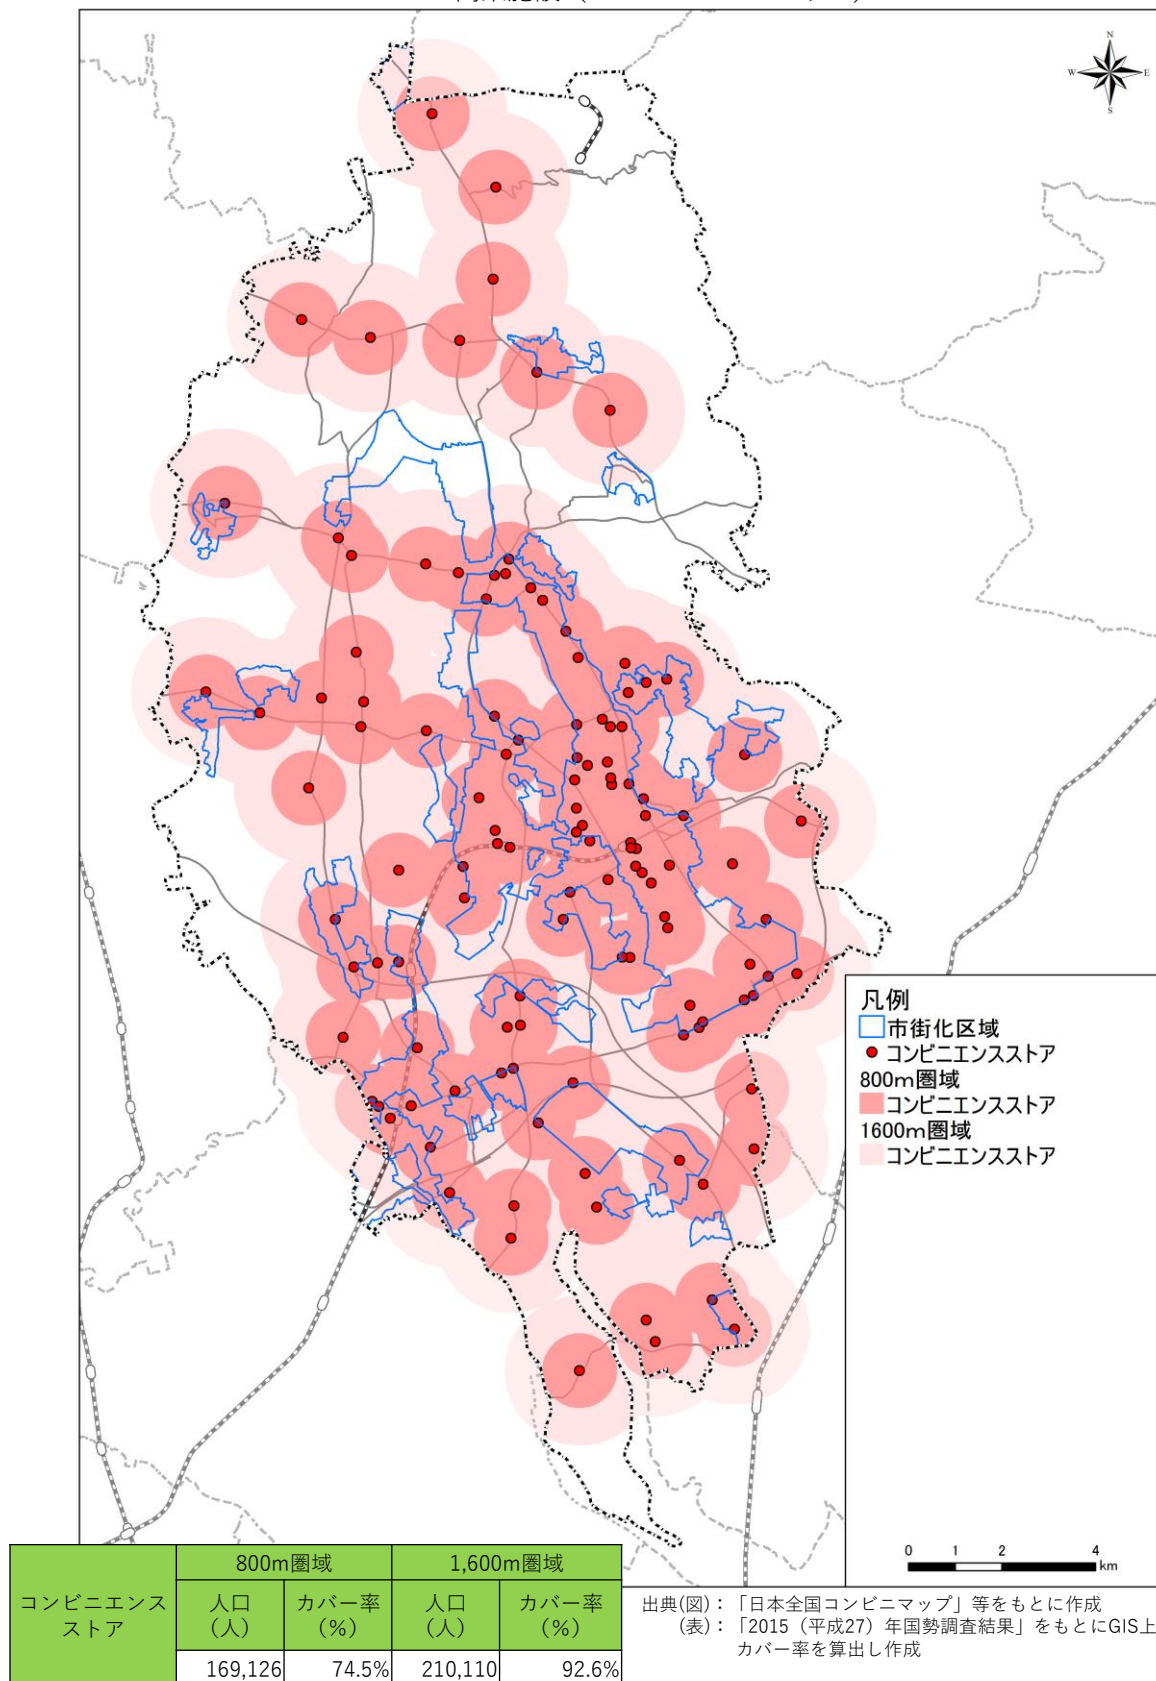 N
W
E
S
凡例
市街化区域
コンビニエンスストア
800m圏域
コンビニエンスストア
1600m圏域
コンビニエンスストア
0 1 2 4
km
コンビニエンス
ストア
800m圏域 1,600m圏域
人口
(人)
カバー率
(%)
人口
(人)
カバー率
(%)
169,126 74.5% 210,110 92.6%
出典(図)：「日本全国コンビニマップ」等をもとに作成
(表)：「2015（平成27）年国勢調査結果」をもとにGIS上
カバー率を算出し作成